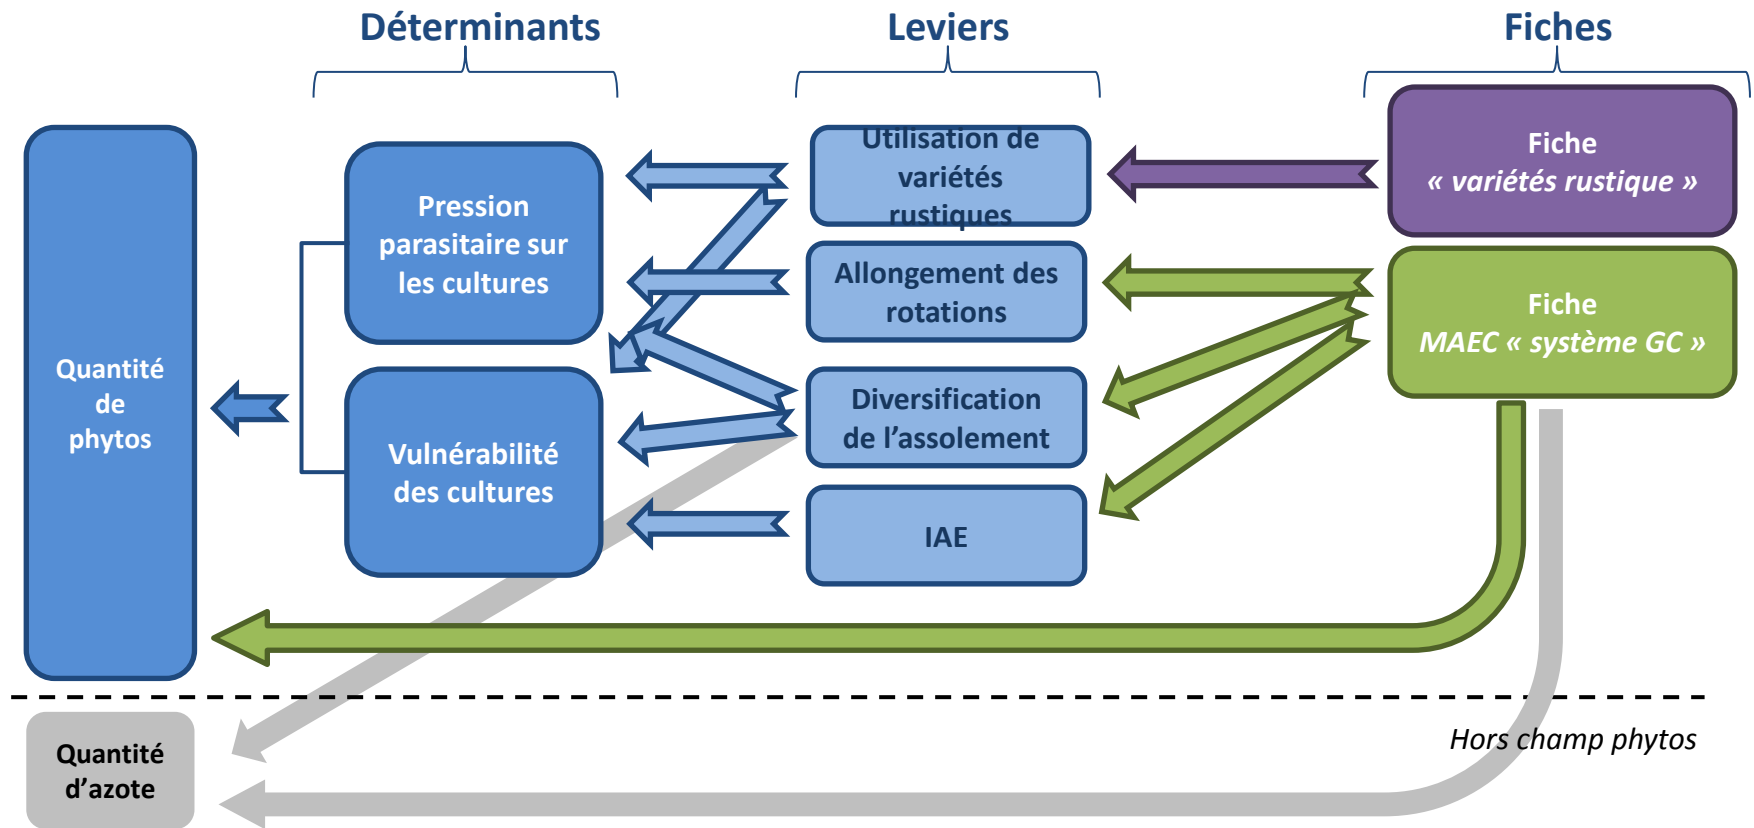 Déterminants
Leviers
Fiches
Quantité
de
phytos
Pression
parasitaire sur
les cultures
Vulnérabilité
des cultures
Utilisation de
variétés
rustiques
Allongement des
rotations
Diversification
de l’assolement
IAE
Fiche
« variétés rustique »
Fiche
MAEC « système GC »
Quantité
d’azote
Hors champ phytos